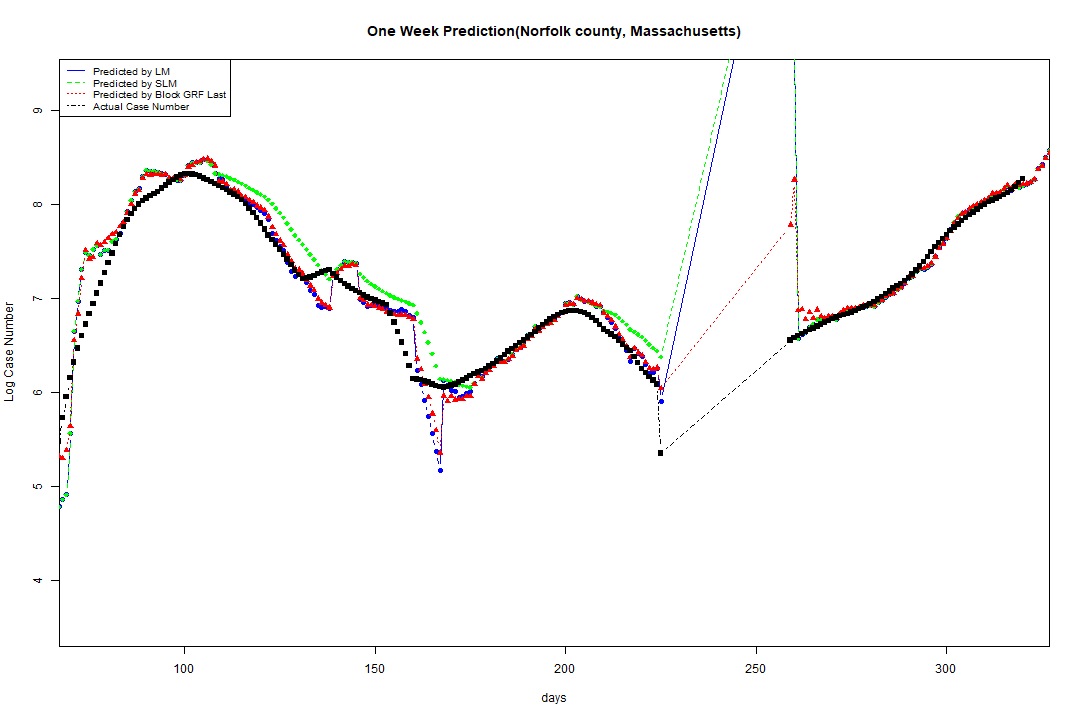 One Week Prediction(Norfolk county, Massachusetts)
Predicted by LM
Predicted by SLM
Predicted by Block GRF Last
Actual Case Number
9
8
7
6
5
4
Log Case Number
100 150 200 250 300
days